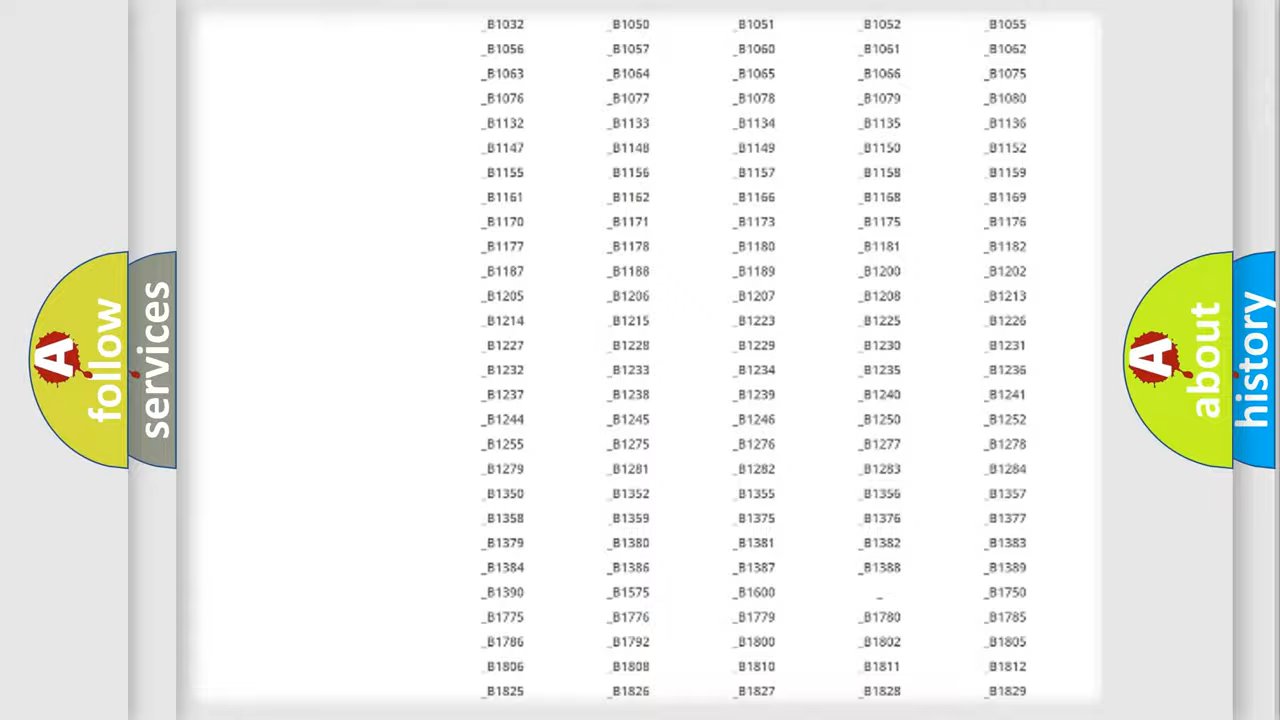 _B1032 _B1050 _B1051 _B1052 _B1055
_B1056 _B1057 _B1060 _B1061 _B1062
_B1063 _B1064 _B1065 _B1066 _B1075
_B1076 _B1077 _B1078 _B1079 _B1080
_B1132 _B1133 _B1134 _B1135 _B1136
_B1147 _B1148 _B1149 _B1150 _B1152
_B1155 _B1156 _B1157 _B1158 _B1159
_B1161 _B1162 _B1166 _B1168 _B1169
_B1170 _B1171 _B1173 _B1175 _B1176
_B1177 _B1178 _B1180 _B1181 _B1182
_B1187 _B1188 _B1189 _B1200 _B1202
_B1205 _B1206 _B1207 _B1208 _B1213
_B1214 _B1215 _B1223 _B1225 _B1226
_B1227 _B1228 _B1229 _B1230 _B1231
_B1232 _B1233 _B1234 _B1235 _B1236
_B1237 _B1238 _B1239 _B1240 _B1241
_B1244 _B1245 _B1246 _B1250 _B1252
_B1255 _B1275 _B1276 _B1277 _B1278
_B1279 _B1281 _B1282 _B1283 _B1284
_B1350 _B1352 _B1355 _B1356 _B1357
_B1358 _B1359 _B1375 _B1376 _B1377
_B1379 _B1380 _B1381 _B1382 _B1383
_B1384 _B1386 _B1387 _B1388 _B1389
_B1390 _B1575 _B1600 _ _B1750
_B1775 _B1776 _B1779 _B1780 _B1785
_B1786 _B1792 _B1800 _B1802 _B1805
_B1806 _B1808 _B1810 _B1811 _B1812
_B1825 _B1826 _B1827 _B1828 _B1829
A
follow
services
A
about
history